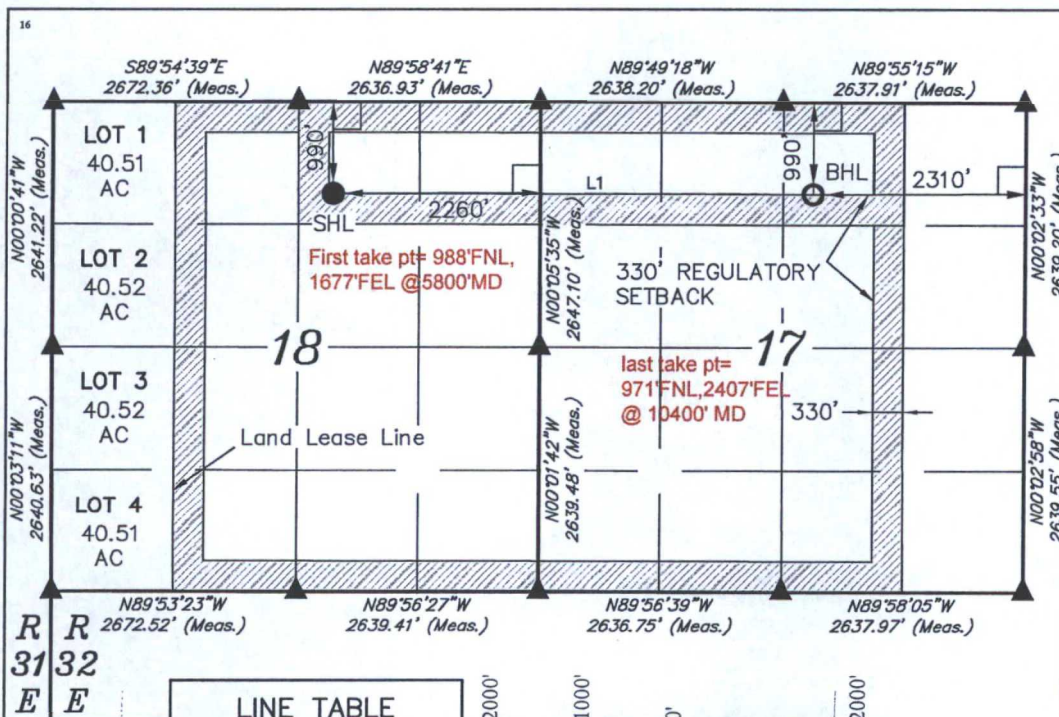 16
S89°54'39"E
2672.36' (Meas.)
N89°58'41"E
2636.93' (Meas.)
N89°49'18"W
2638.20' (Meas.)
N89°55'15"W
2637.91' (Meas.)
LOT 1
40.51
AC
N00°00'41"W
2641.22' (Meas.)
990'
990'
SHL
2260'
L1
BHL
2310'
N00°02'33"W
(Meas.)
First take pt= 988'FNL,
1677'FEL @5800'MD
N00°05'35"W
2647.10' (Meas.)
330' REGULATORY
SETBACK
LOT 2
40.52
AC
18
17
last take pt=
971'FNL,2407'FEL
@ 10400' MD
330'
LOT 3
40.52
AC
Land Lease Line
N00°03'11"W
2640.63' (Meas.)
N00°01'42"W
2639.48' (Meas.)
N00°02'58"W
2639.55' (Meas.)
LOT 4
40.51
AC
N89°53'23"W
2672.52' (Meas.)
N89°56'27"W
2639.41' (Meas.)
N89°56'39"W
2636.75' (Meas.)
N89°58'05"W
2637.97' (Meas.)
R R
31 32
E E
LINE TABLE
2000'
1000'
0'
2000'